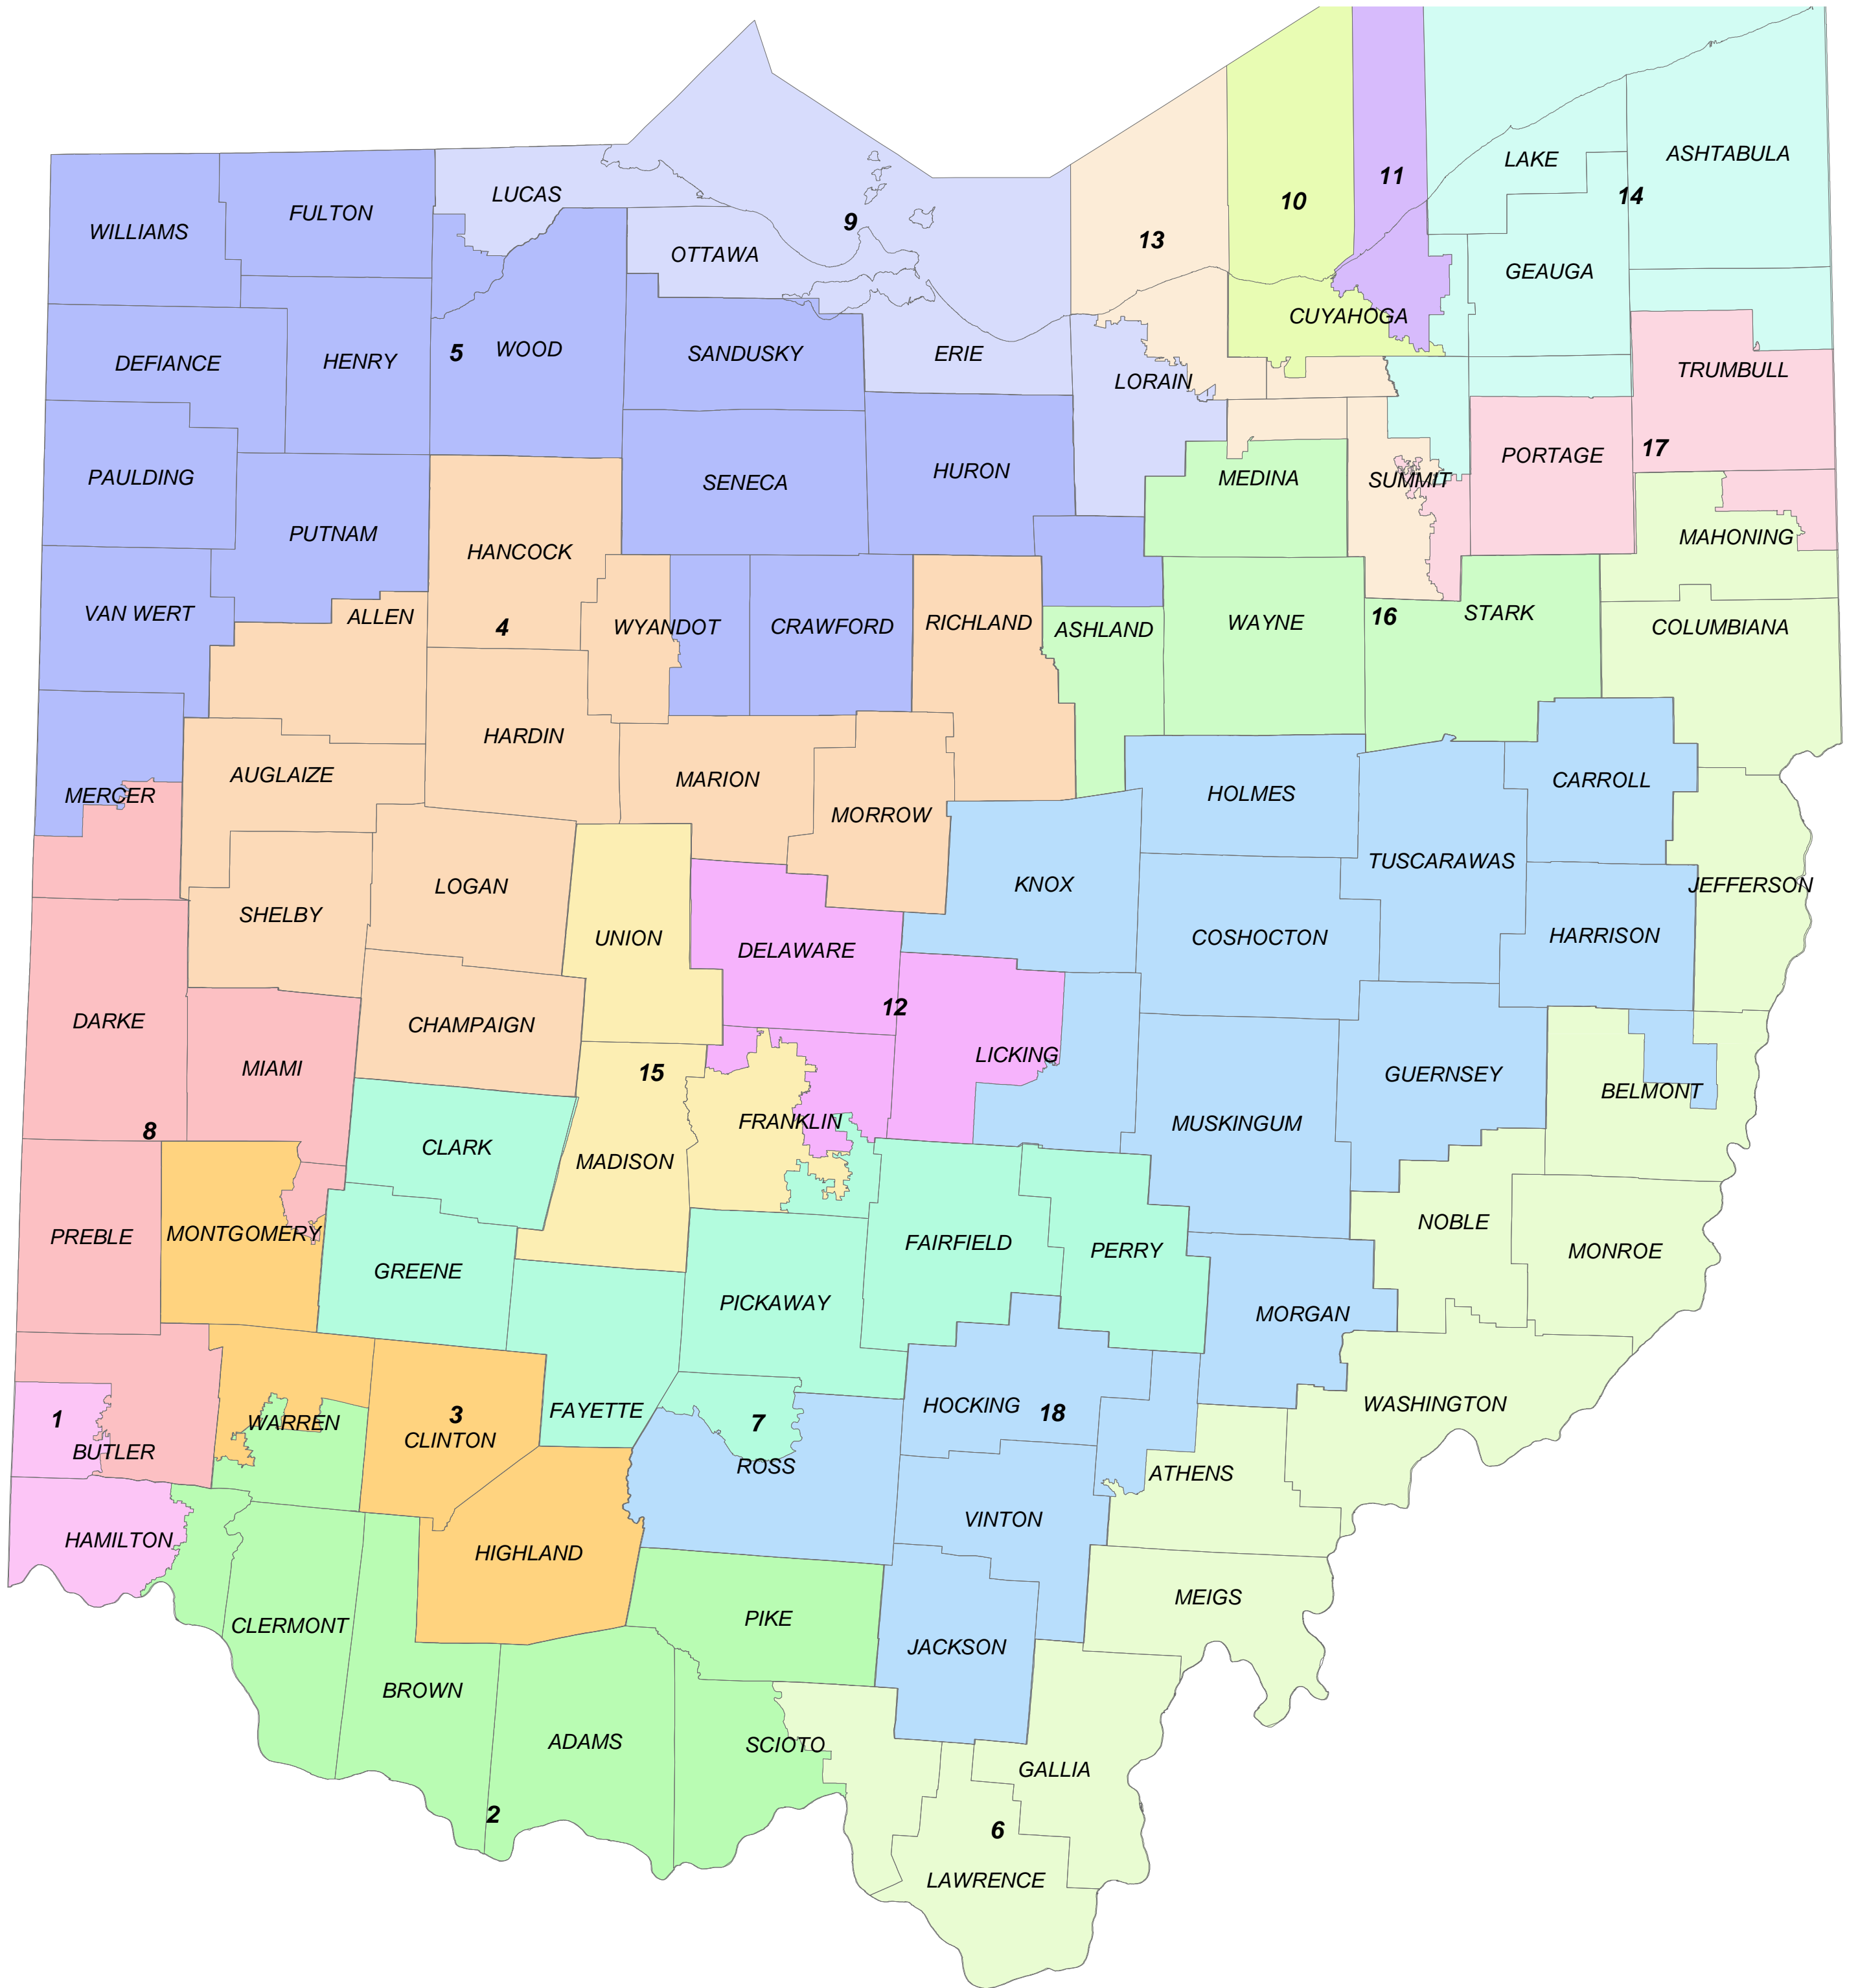 LAKE
ASHTABULA
11
14
LUCAS
10
FULTON
WILLIAMS
9
13
OTTAWA
GEAUGA
CUYAHOGA
5
WOOD
SANDUSKY
ERIE
DEFIANCE
HENRY
LORAIN
TRUMBULL
17
PORTAGE
PAULDING
SENECA
HURON
MEDINA
SUMMIT
PUTNAM
HANCOCK
MAHONING
VAN WERT
ALLEN
4
WYANDOT
CRAWFORD
RICHLAND
ASHLAND
WAYNE
16
STARK
COLUMBIANA
HARDIN
AUGLAIZE
MARION
CARROLL
MERCER
HOLMES
MORROW
TUSCARAWAS
LOGAN
KNOX
JEFFERSON
SHELBY
UNION
DELAWARE
COSHOCTON
HARRISON
12
DARKE
CHAMPAIGN
MIAMI
15
LICKING
GUERNSEY
BELMONT
8
CLARK
FRANKLIN
MUSKINGUM
MADISON
PREBLE
MONTGOMERY
NOBLE
FAIRFIELD
PERRY
MONROE
GREENE
PICKAWAY
MORGAN
1
3
FAYETTE
7
HOCKING
18
WASHINGTON
WARREN
CLINTON
BUTLER
ROSS
ATHENS
VINTON
HAMILTON
HIGHLAND
MEIGS
PIKE
CLERMONT
JACKSON
BROWN
ADAMS
SCIOTO
GALLIA
2
6
LAWRENCE